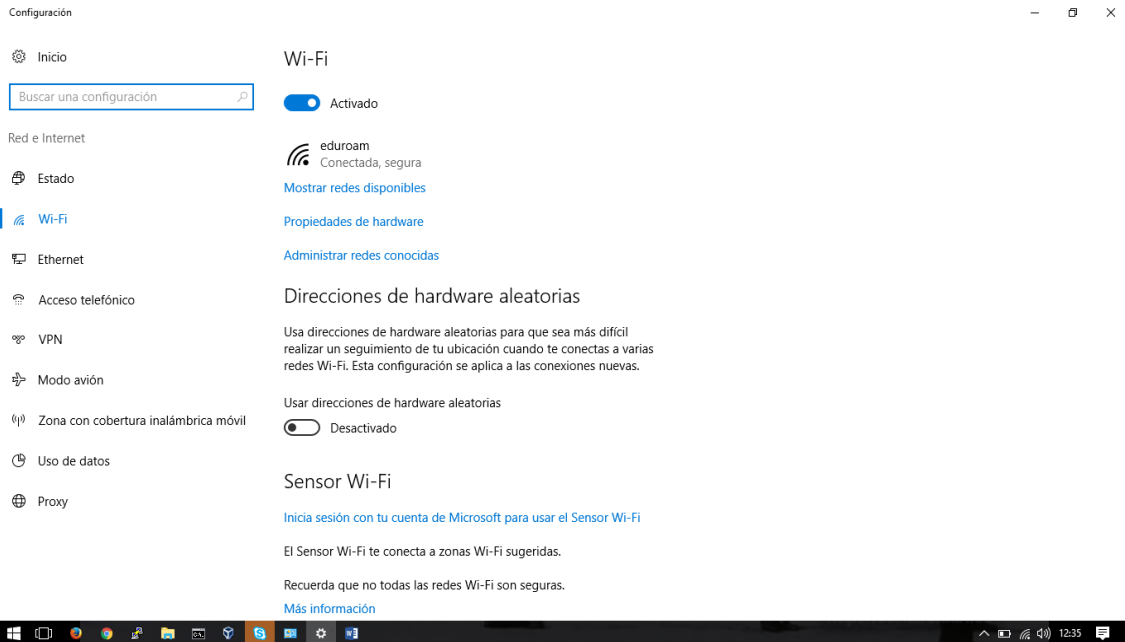 Configuración
Inicio
Buscar una configuración
Red e Internet
Estado
Wi-Fi
Ethernet
Acceso telefónico
VPN
Modo avión
Zona con cobertura inalámbrica móvil
Uso de datos
Proxy
Wi-Fi
Activado
eduroam
Conectada, segura
Mostrar redes disponibles
Propiedades de hardware
Administrar redes conocidas
Direcciones de hardware aleatorias
Usa direcciones de hardware aleatorias para que sea más difícil
realizar un seguimiento de tu ubicación cuando te conectas a varias
redes Wi-Fi. Esta configuración se aplica a las conexiones nuevas.
Usar direcciones de hardware aleatorias
Desactivado
Sensor Wi-Fi
Inicia sesión con tu cuenta de Microsoft para usar el Sensor Wi-Fi
El Sensor Wi-Fi te conecta a zonas Wi-Fi sugeridas.
Recuerda que no todas las redes Wi-Fi son seguras.
Más información
12:35